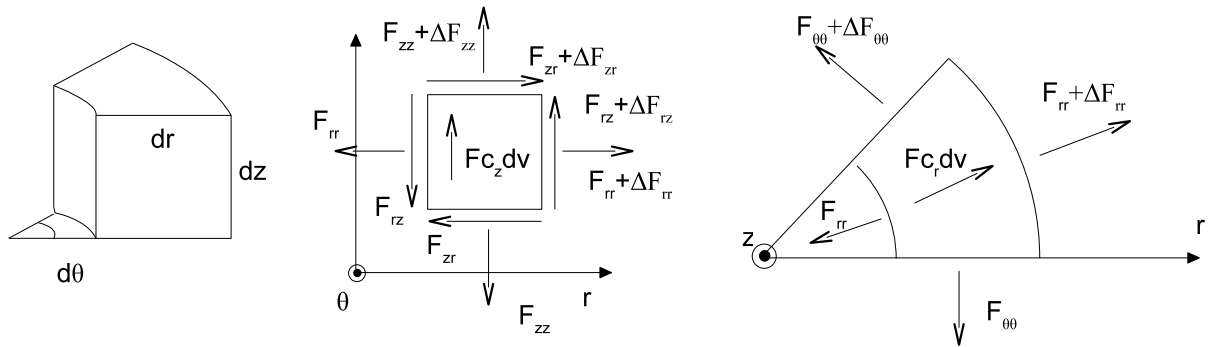 dr
dz
dθ
F_zz+ΔF_zz
F_zr+ΔF_zr
F_rr
F_rz+ΔF_rz
Fc_z dv
F_rr+ΔF_rr
F_rz
F_zr
θ
r
F_zz
F_θθ+ΔF_θθ
F_rr+ΔF_rr
Fc_r dv
F_rr
z
r
F_θθ